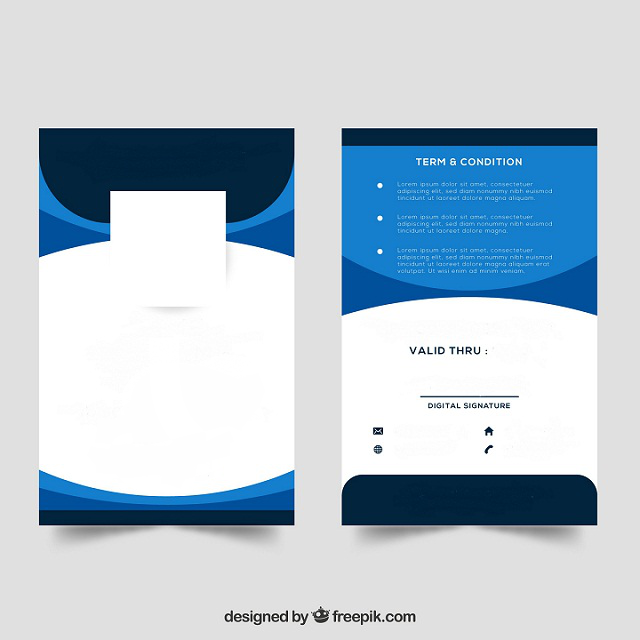 TERM & CONDITION
Lorem ipsum dolor sit amet, consectetuer
adipiscing elit, sed diam nonummy euismod
tincidunt ut laoreet dolore magna aliquam.
Lorem ipsum dolor sit amet, consectetuer
adipiscing elit, sed diam nonummy euismod
tincidunt ut laoreet dolore magna.
Lorem ipsum dolor sit amet, consectetuer
adipiscing elit, sed diam nonummy euismod
tincidunt ut laoreet dolore magna aliquam erat
volutpat. Ut wisi enim ad minim veniam.
VALID THRU :
DIGITAL SIGNATURE
designed by freepik.com